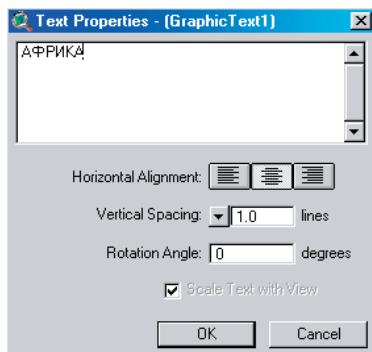 Text Properties - (GraphicText1)
АФРИКА
Horizontal Alignment:
Vertical Spacing: 1.0 lines
Rotation Angle: 0 degrees
Scale Text with View
OK Cancel